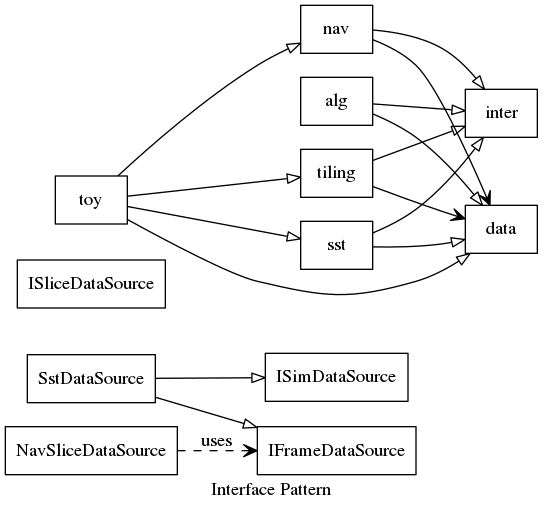 nav
alg
inter
tiling
toy
data
sst
ISliceDataSource
SstDataSource
ISimDataSource
uses
NavSliceDataSource
IFrameDataSource
Interface Pattern